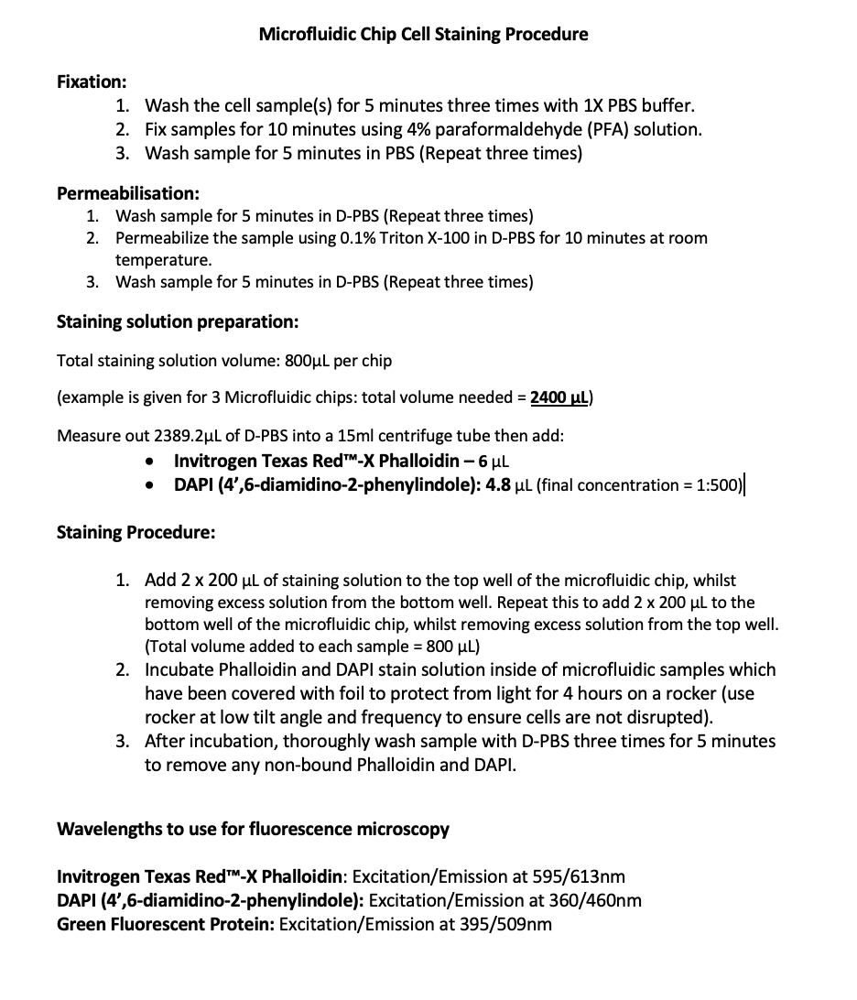 Microfluidic Chip Cell Staining Procedure
Fixation:
1. Wash the cell sample(s) for 5 minutes three times with 1X PBS buffer.
2. Fix samples for 10 minutes using 4% paraformaldehyde (PFA) solution.
3. Wash sample for 5 minutes in PBS (Repeat three times)
Permeabilisation:
1. Wash sample for 5 minutes in D-PBS (Repeat three times)
2. Permeabilize the sample using 0.1% Triton X-100 in D-PBS for 10 minutes at room
temperature.
3. Wash sample for 5 minutes in D-PBS (Repeat three times)
Staining solution preparation:
Total staining solution volume: 800µL per chip
(example is given for 3 Microfluidic chips: total volume needed = 2400 µL)
Measure out 2389.2µL of D-PBS into a 15ml centrifuge tube then add:
• Invitrogen Texas Red™-X Phalloidin – 6 µL
• DAPI (4’,6-diamidino-2-phenylindole): 4.8 µL (final concentration = 1:500)
Staining Procedure:
1. Add 2 x 200 µL of staining solution to the top well of the microfluidic chip, whilst
removing excess solution from the bottom well. Repeat this to add 2 x 200 µL to the
bottom well of the microfluidic chip, whilst removing excess solution from the top well.
(Total volume added to each sample = 800 µL)
2. Incubate Phalloidin and DAPI stain solution inside of microfluidic samples which
have been covered with foil to protect from light for 4 hours on a rocker (use
rocker at low tilt angle and frequency to ensure cells are not disrupted).
3. After incubation, thoroughly wash sample with D-PBS three times for 5 minutes
to remove any non-bound Phalloidin and DAPI.
Wavelengths to use for fluorescence microscopy
Invitrogen Texas Red™-X Phalloidin: Excitation/Emission at 595/613nm
DAPI (4’,6-diamidino-2-phenylindole): Excitation/Emission at 360/460nm
Green Fluorescent Protein: Excitation/Emission at 395/509nm